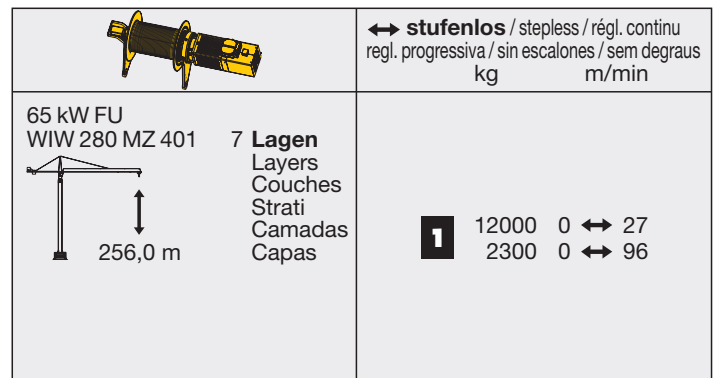 ↔ stufenlos / stepless / régl. continu
regl. progressiva / sin escalones / sem degraus
kg m/min
65 kW FU
WIW 280 MZ 401 7 Lagen
Layers
Couches
Strati
Camadas
256,0 m Capas
1 12000 0 ↔ 27
2300 0 ↔ 96